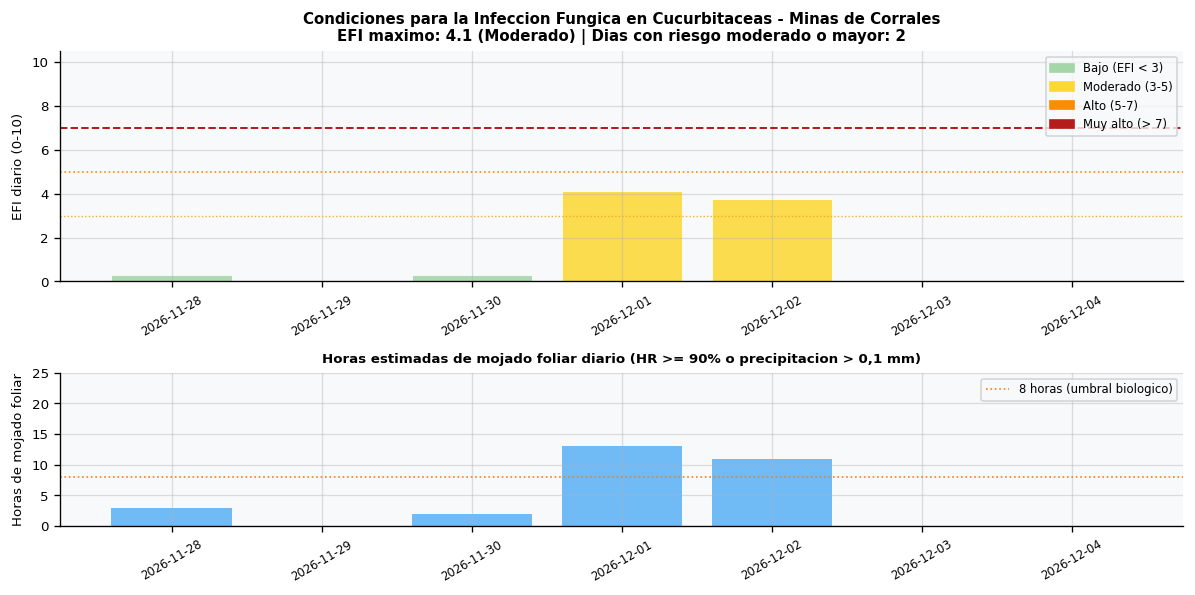 Condiciones para la Infeccion Fungica en Cucurbitaceas - Minas de Corrales
EFI maximo: 4.1 (Moderado) | Dias con riesgo moderado o mayor: 2
EFI diario (0-10)
10
8
6
4
2
0
Bajo (EFI < 3)
Moderado (3-5)
Alto (5-7)
Muy alto (> 7)
2026-11-28
2026-11-29
2026-11-30
2026-12-01
2026-12-02
2026-12-03
2026-12-04
Horas estimadas de mojado foliar diario (HR >= 90% o precipitacion > 0,1 mm)
Horas de mojado foliar
25
20
15
10
5
0
8 horas (umbral biologico)
2026-11-28
2026-11-29
2026-11-30
2026-12-01
2026-12-02
2026-12-03
2026-12-04